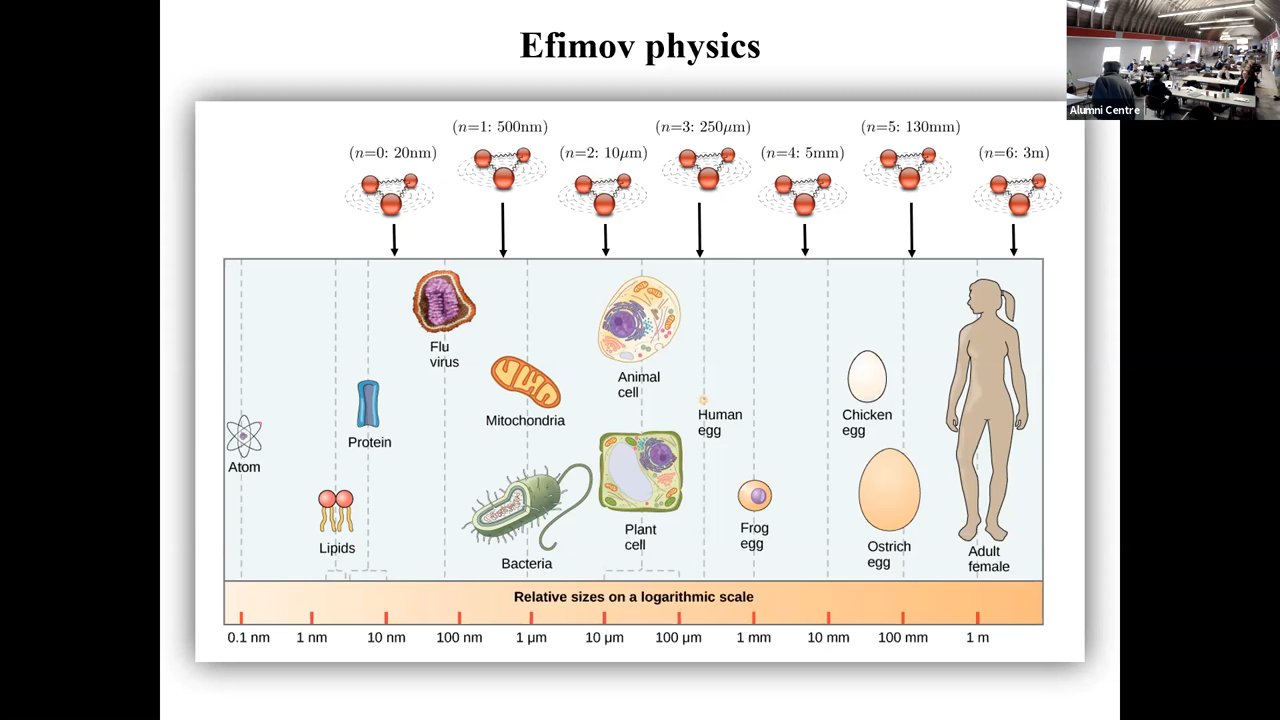 Efimov physics
Alumni Centre
(n=1: 500nm)
(n=3: 250μm)
(n=5: 130mm)
(n=0: 20nm)
(n=2: 10μm)
(n=4: 5mm)
(n=6: 3m)
Flu
virus
Animal
cell
Mitochondria
Human
egg
Chicken
egg
Protein
Atom
Lipids
Bacteria
Plant
cell
Frog
egg
Ostrich
egg
Adult
female
Relative sizes on a logarithmic scale
0.1 nm 1 nm 10 nm 100 nm 1 μm 10 μm 100 μm 1 mm 10 mm 100 mm 1 m